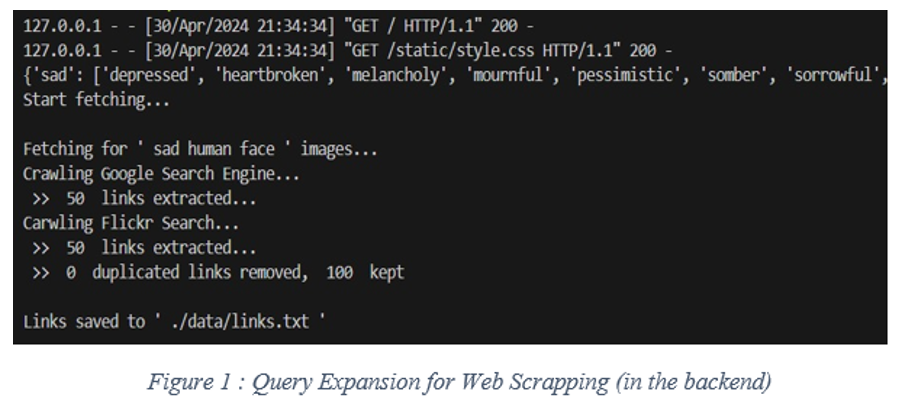 127.0.0.1 - - [30/Apr/2024 21:34:34] "GET / HTTP/1.1" 200 -
127.0.0.1 - - [30/Apr/2024 21:34:34] "GET /static/style.css HTTP/1.1" 200 -
{'sad': ['depressed', 'heartbroken', 'melancholy', 'mournful', 'pessimistic', 'somber', 'sorrowful',
Start fetching...
Fetching for ' sad human face ' images...
Crawling Google Search Engine...
>> 50 links extracted...
Carwling Flickr Search...
>> 50 links extracted...
>> 0 duplicated links removed, 100 kept
Links saved to ' ./data/links.txt '
Figure 1 : Query Expansion for Web Scrapping (in the backend)